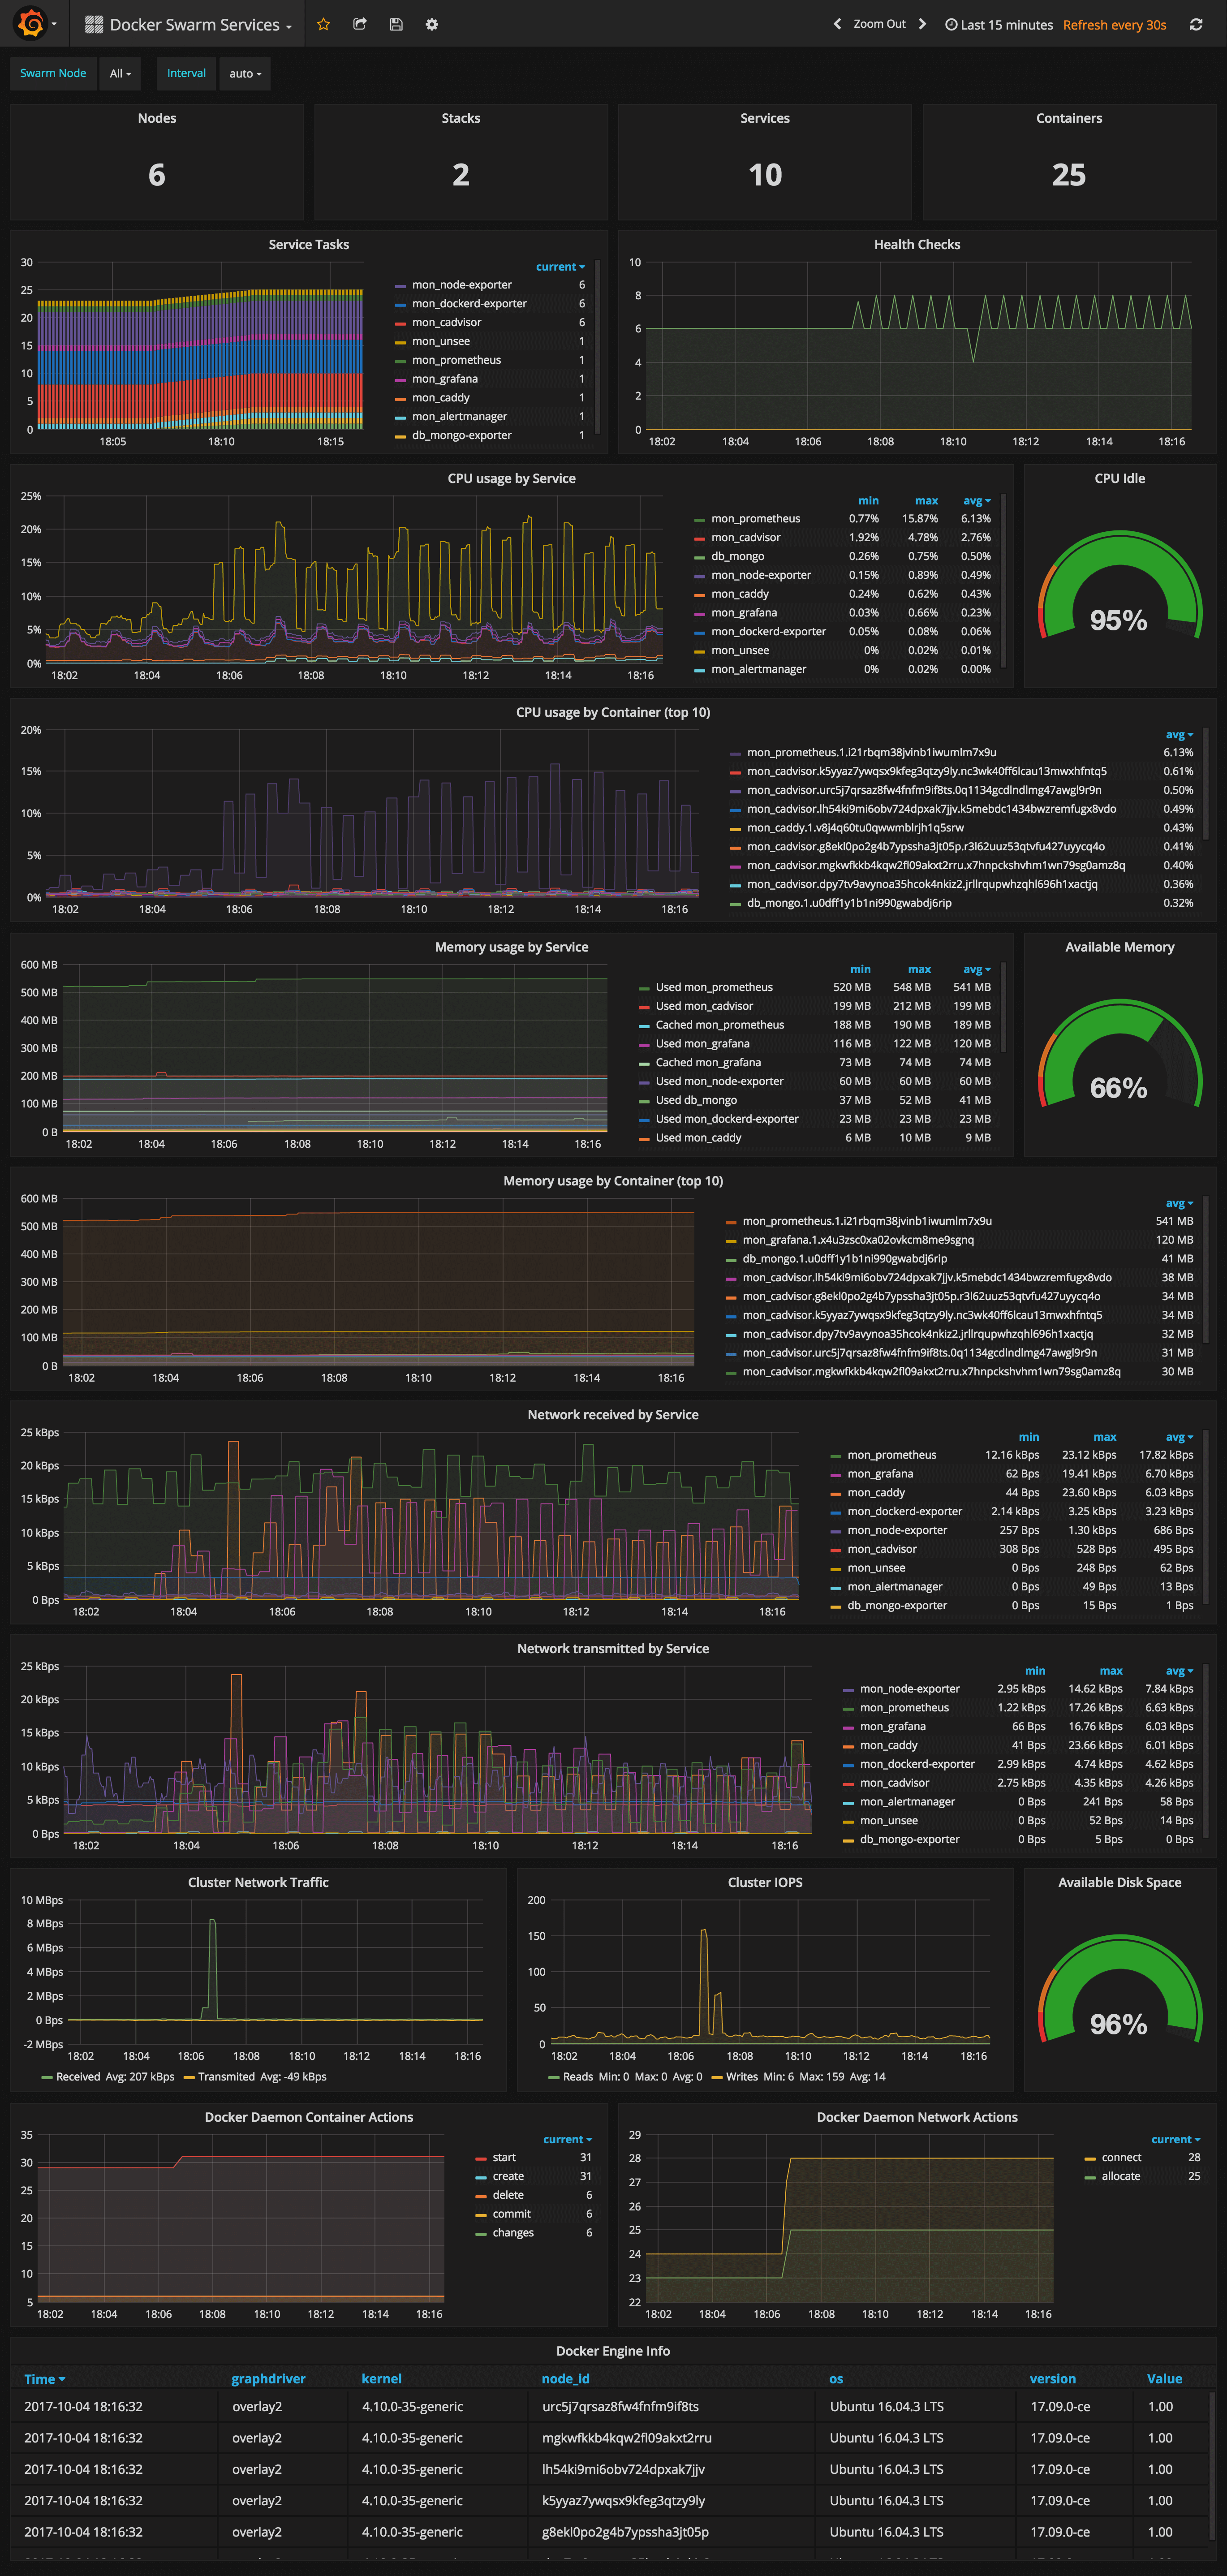 Docker Swarm Services
Zoom Out
Last 15 minutes Refresh every 30s
Swarm Node All Interval auto
Nodes Stacks Services Containers
6 2 10 25
Service Tasks
30
25
20
15
10
5
0
18:05 18:10 18:15
current
mon_node-exporter 6
mon_dockerd-exporter 6
mon_cadvisor 6
mon_unsee 1
mon_prometheus 1
mon_grafana 1
mon_caddy 1
mon_alertmanager 1
db_mongo-exporter 1
Health Checks
10
8
6
4
2
0
18:02 18:04 18:06 18:08 18:10 18:12 18:14 18:16
CPU usage by Service
25%
20%
15%
10%
5%
0%
18:02 18:04 18:06 18:08 18:10 18:12 18:14 18:16
min max avg
mon_prometheus 0.77% 15.87% 6.13%
mon_cadvisor 1.92% 4.78% 2.76%
db_mongo 0.26% 0.75% 0.50%
mon_node-exporter 0.15% 0.89% 0.49%
mon_caddy 0.24% 0.62% 0.43%
mon_grafana 0.03% 0.66% 0.23%
mon_dockerd-exporter 0.05% 0.08% 0.06%
mon_unsee 0% 0.02% 0.01%
mon_alertmanager 0% 0.02% 0.00%
CPU Idle
95%
CPU usage by Container (top 10)
20%
15%
10%
5%
0%
18:02 18:04 18:06 18:08 18:10 18:12 18:14 18:16
avg
mon_prometheus.1.i21rbqm38jvinb1iwumlm7x9u 6.13%
mon_cadvisor.k5yyaz7ywqsx9kfeg3qtzy9ly.nc3wk40ff6lcau13mwxhfntq5 0.61%
mon_cadvisor.urc5j7qrsaz8fw4fnfm9if8ts.0q1134gcdlndlmg47awgl9r9n 0.50%
mon_cadvisor.lh54ki9mi6obv724dpxak7jjv.k5mebdc1434bwzremfugx8vdo 0.49%
mon_caddy.1.v8j4q60tu0qwwmblrjh1q5srw 0.43%
mon_cadvisor.g8ekl0po2g4b7ypssha3jt05p.r3l62uuz53qtvfu427uyycq4o 0.41%
mon_cadvisor.mgkwfkkb4kqw2fl09akxt2rru.x7hnpckshvhm1wn79sg0amz8q 0.40%
mon_cadvisor.dpy7tv9avynoa35hcok4nkiz2.jrllrqupwhzqhl696h1xactjq 0.36%
db_mongo.1.u0dff1y1b1ni990gwabdj6rip 0.32%
Memory usage by Service
600 MB
500 MB
400 MB
300 MB
200 MB
100 MB
0 B
18:02 18:04 18:06 18:08 18:10 18:12 18:14 18:16
min max avg
Used mon_prometheus 520 MB 548 MB 541 MB
Used mon_cadvisor 199 MB 212 MB 199 MB
Cached mon_prometheus 188 MB 190 MB 189 MB
Used mon_grafana 116 MB 122 MB 120 MB
Cached mon_grafana 73 MB 74 MB 74 MB
Used mon_node-exporter 60 MB 60 MB 60 MB
Used db_mongo 37 MB 52 MB 41 MB
Used mon_dockerd-exporter 23 MB 23 MB 23 MB
Used mon_caddy 6 MB 10 MB 9 MB
Available Memory
66%
Memory usage by Container (top 10)
600 MB
500 MB
400 MB
300 MB
200 MB
100 MB
0 B
18:02 18:04 18:06 18:08 18:10 18:12 18:14 18:16
avg
mon_prometheus.1.i21rbqm38jvinb1iwumlm7x9u 541 MB
mon_grafana.1.x4u3zsc0xa02ovkcm8me9sgnq 120 MB
db_mongo.1.u0dff1y1b1ni990gwabdj6rip 41 MB
mon_cadvisor.lh54ki9mi6obv724dpxak7jjv.k5mebdc1434bwzremfugx8vdo 38 MB
mon_cadvisor.g8ekl0po2g4b7ypssha3jt05p.r3l62uuz53qtvfu427uyycq4o 34 MB
mon_cadvisor.k5yyaz7ywqsx9kfeg3qtzy9ly.nc3wk40ff6lcau13mwxhfntq5 34 MB
mon_cadvisor.dpy7tv9avynoa35hcok4nkiz2.jrllrqupwhzqhl696h1xactjq 32 MB
mon_cadvisor.urc5j7qrsaz8fw4fnfm9if8ts.0q1134gcdlndlmg47awgl9r9n 31 MB
mon_cadvisor.mgkwfkkb4kqw2fl09akxt2rru.x7hnpckshvhm1wn79sg0amz8q 30 MB
Network received by Service
25 kBps
20 kBps
15 kBps
10 kBps
5 kBps
0 Bps
18:02 18:04 18:06 18:08 18:10 18:12 18:14 18:16
min max avg
mon_prometheus 12.16 kBps 23.12 kBps 17.82 kBps
mon_grafana 62 Bps 19.41 kBps 6.70 kBps
mon_caddy 44 Bps 23.60 kBps 6.03 kBps
mon_dockerd-exporter 2.14 kBps 3.25 kBps 3.23 kBps
mon_node-exporter 257 Bps 1.30 kBps 686 Bps
mon_cadvisor 308 Bps 528 Bps 495 Bps
mon_unsee 0 Bps 248 Bps 62 Bps
mon_alertmanager 0 Bps 49 Bps 13 Bps
db_mongo-exporter 0 Bps 15 Bps 1 Bps
Network transmitted by Service
25 kBps
20 kBps
15 kBps
10 kBps
5 kBps
0 Bps
18:02 18:04 18:06 18:08 18:10 18:12 18:14 18:16
min max avg
mon_node-exporter 2.95 kBps 14.62 kBps 7.84 kBps
mon_prometheus 1.22 kBps 17.26 kBps 6.63 kBps
mon_grafana 66 Bps 16.76 kBps 6.03 kBps
mon_caddy 41 Bps 23.66 kBps 6.01 kBps
mon_dockerd-exporter 2.99 kBps 4.74 kBps 4.62 kBps
mon_cadvisor 2.75 kBps 4.35 kBps 4.26 kBps
mon_alertmanager 0 Bps 241 Bps 58 Bps
mon_unsee 0 Bps 52 Bps 14 Bps
db_mongo-exporter 0 Bps 5 Bps 0 Bps
Cluster Network Traffic
10 MBps
8 MBps
6 MBps
4 MBps
2 MBps
0 Bps
-2 MBps
18:02 18:04 18:06 18:08 18:10 18:12 18:14 18:16
Received Avg: 207 kBps Transmited Avg: -49 kBps
Cluster IOPS
200
150
100
50
0
18:02 18:04 18:06 18:08 18:10 18:12 18:14 18:16
Reads Min: 0 Max: 0 Avg: 0 Writes Min: 6 Max: 159 Avg: 14
Available Disk Space
96%
Docker Daemon Container Actions
35
30
25
20
15
10
5
18:02 18:04 18:06 18:08 18:10 18:12 18:14 18:16
current
start 31
create 31
delete 6
commit 6
changes 6
Docker Daemon Network Actions
29
28
27
26
25
24
23
22
18:02 18:04 18:06 18:08 18:10 18:12 18:14 18:16
current
connect 28
allocate 25
Docker Engine Info
Time graphdriver kernel node_id os version Value
2017-10-04 18:16:32 overlay2 4.10.0-35-generic urc5j7qrsaz8fw4fnfm9if8ts Ubuntu 16.04.3 LTS 17.09.0-ce 1.00
2017-10-04 18:16:32 overlay2 4.10.0-35-generic mgkwfkkb4kqw2fl09akxt2rru Ubuntu 16.04.3 LTS 17.09.0-ce 1.00
2017-10-04 18:16:32 overlay2 4.10.0-35-generic lh54ki9mi6obv724dpxak7jjv Ubuntu 16.04.3 LTS 17.09.0-ce 1.00
2017-10-04 18:16:32 overlay2 4.10.0-35-generic k5yyaz7ywqsx9kfeg3qtzy9ly Ubuntu 16.04.3 LTS 17.09.0-ce 1.00
2017-10-04 18:16:32 overlay2 4.10.0-35-generic g8ekl0po2g4b7ypssha3jt05p Ubuntu 16.04.3 LTS 17.09.0-ce 1.00